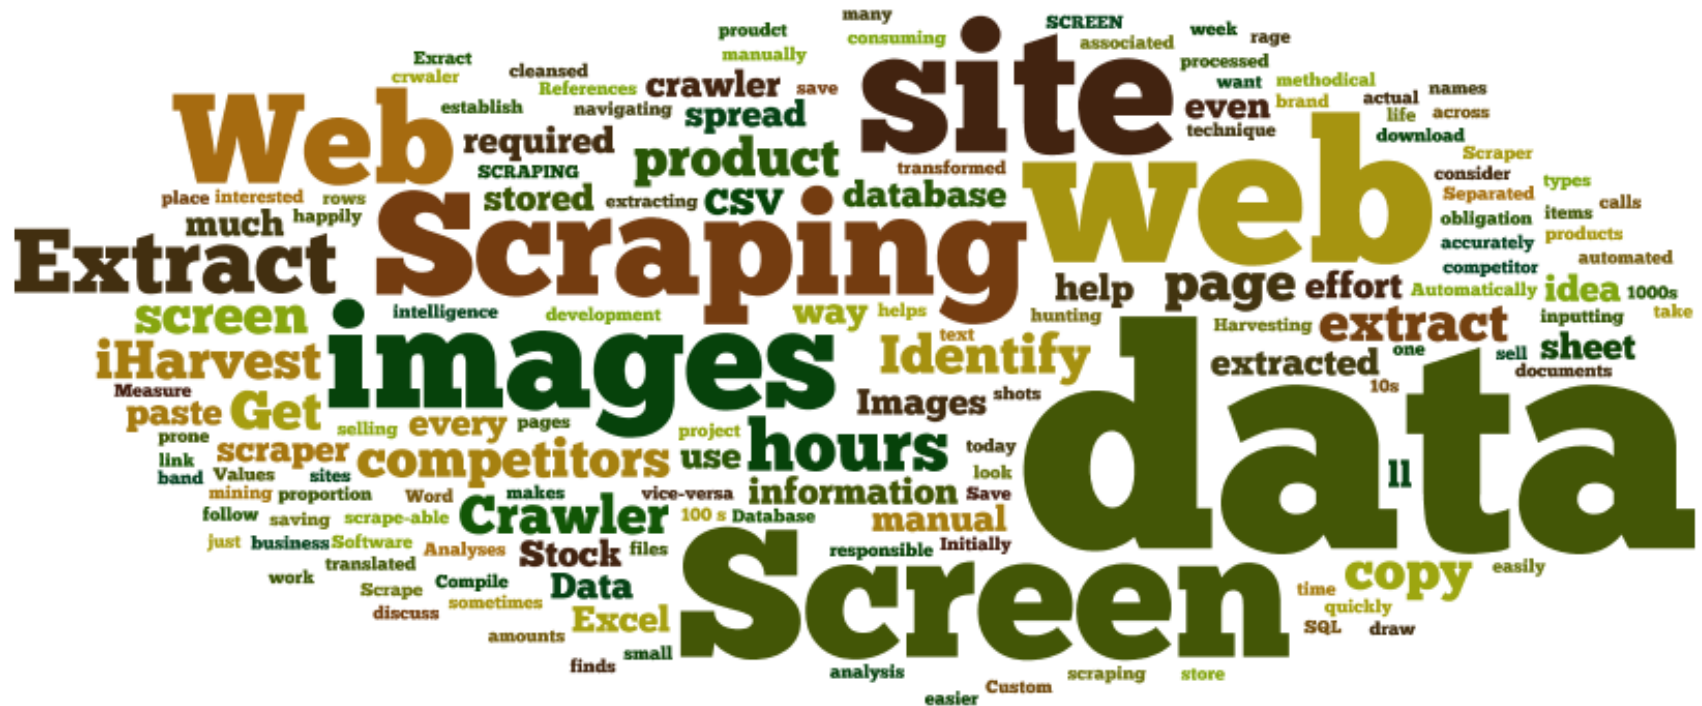 many
SCREEN
proudct
week
rage
consuming
associated
manually
site
Exract
processed
cleansed
crwaler
want
methodical
References
crawler
save
names
actual
brand
establish
navigating
spread
even
life
across
technique
download
Web
required
product
web
Scraper
transformed
SCRAPING
consider
types
place
interested
rows
stored
extracting
CSV
database
Separated
calls
much
happily
obligation
items
products
accurately
Extract
Scraping
automated
competitor
help
page
effort
Automatically
idea
1000s
screen
intelligence
development
way
helps
hunting
inputting
take
Harvesting
extract
text
iHarvest
images
Identify
one
sell
sheet
extracted
documents
Measure
10s
shots
Images
paste
Get
selling
every
pages
data
prone
project
hours
today
scraper
competitors
use
link
band
Values
sites
look
ll
mining
proportion
Word
makes
vice-versa
information
Save
follow
saving
scrape-able
Crawler
100 s
Database
manual
just
business
Software
Analyses
Stock
files
responsible
Initially
translated
work
Scrape
Compile
Data
Screen
copy
easily
time
discuss
sometimes
quickly
Excel
SQL
draw
amounts
small
finds
analysis
scraping
store
Custom
easier